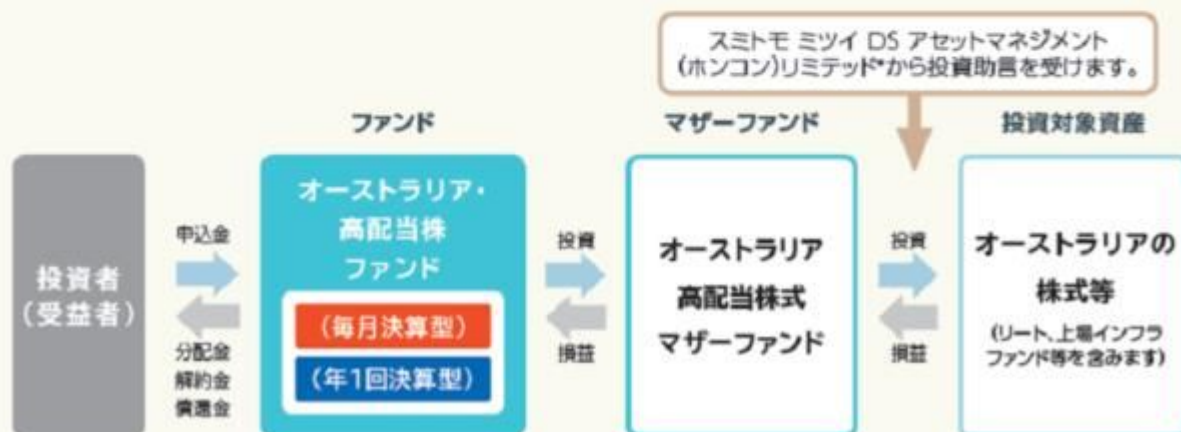 スミトモ ミツイ DS アセットマネジメント
(ホンコン)リミテッド*から投資助言を受けます。
ファンド
マザーファンド
投資対象資産
投資者
(受益者)
申込金
分配金
解約金
償還金
オーストラリア・
高配当株
ファンド
(毎月決算型)
(年1回決算型)
投資
損益
オーストラリア
高配当株式
マザーファンド
投資
損益
オーストラリアの
株式等
(リート、上場インフラ
ファンド等を含みます)